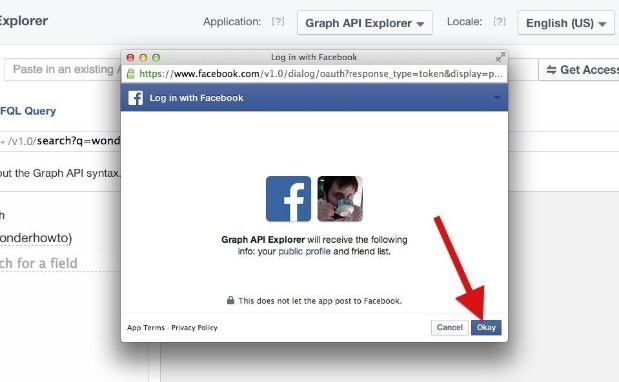 Explorer
Application: [?] Graph API Explorer Locale: [?] English (US)
Log in with Facebook
https://www.facebook.com/v1.0/dialog/oauth?response_type=token&display=p...
Paste in an existing A
Get Access
Log in with Facebook
FQL Query
/v1.0/search?q=wond
out the Graph API syntax.
h
onderhowto)
ch for a field
Graph API Explorer will receive the following
info: your public profile and friend list.
This does not let the app post to Facebook.
App Terms · Privacy Policy
Cancel
Okay